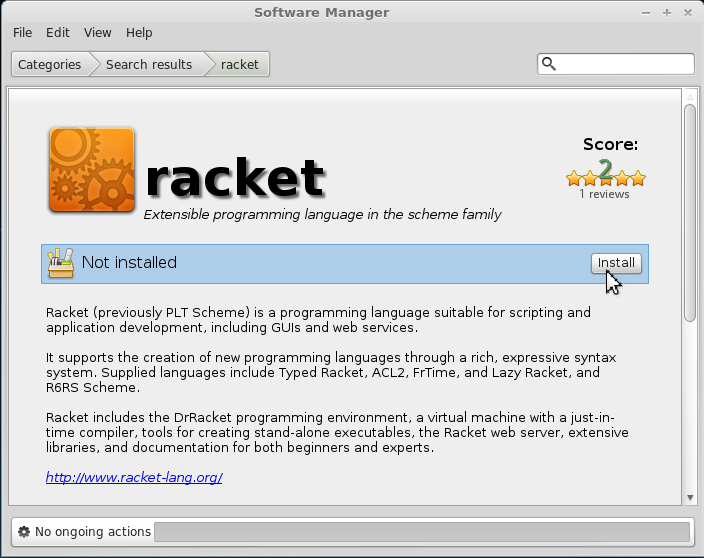 Software Manager
File Edit View Help
Categories Search results racket
racket
Extensible programming language in the scheme family
Score:
2
1 reviews
Not installed
Install
Racket (previously PLT Scheme) is a programming language suitable for scripting and
application development, including GUIs and web services.
It supports the creation of new programming languages through a rich, expressive syntax
system. Supplied languages include Typed Racket, ACL2, FrTime, and Lazy Racket, and
R6RS Scheme.
Racket includes the DrRacket programming environment, a virtual machine with a just-in-
time compiler, tools for creating stand-alone executables, the Racket web server, extensive
libraries, and documentation for both beginners and experts.
http://www.racket-lang.org/
No ongoing actions